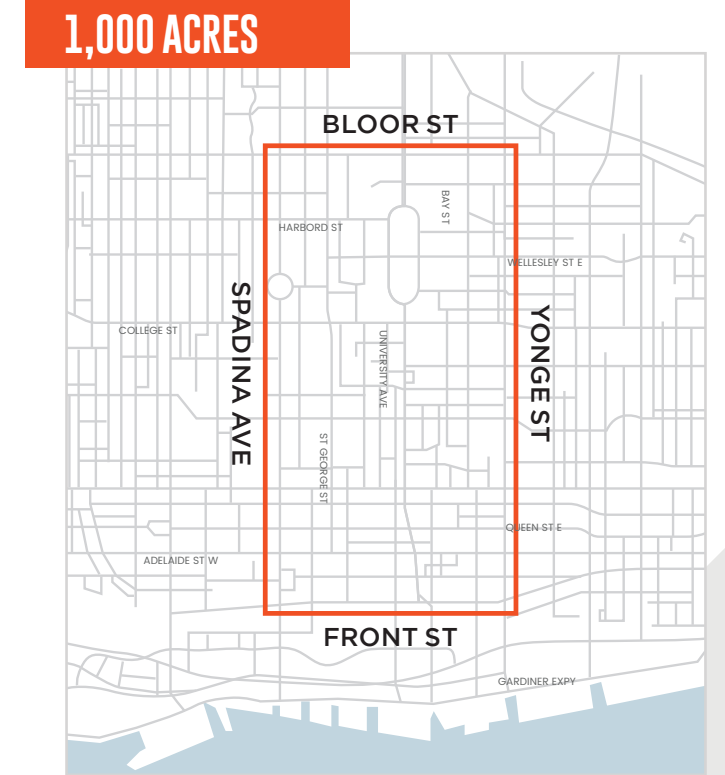 1,000 ACRES
BLOOR ST
BAY ST
HARBORD ST
WELLESLEY ST E
SPADINA AVE
YONGE ST
COLLEGE ST
UNIVERSITY AVE
ST GEORGE ST
QUEEN ST E
ADELAIDE ST W
FRONT ST
GARDINER EXPY